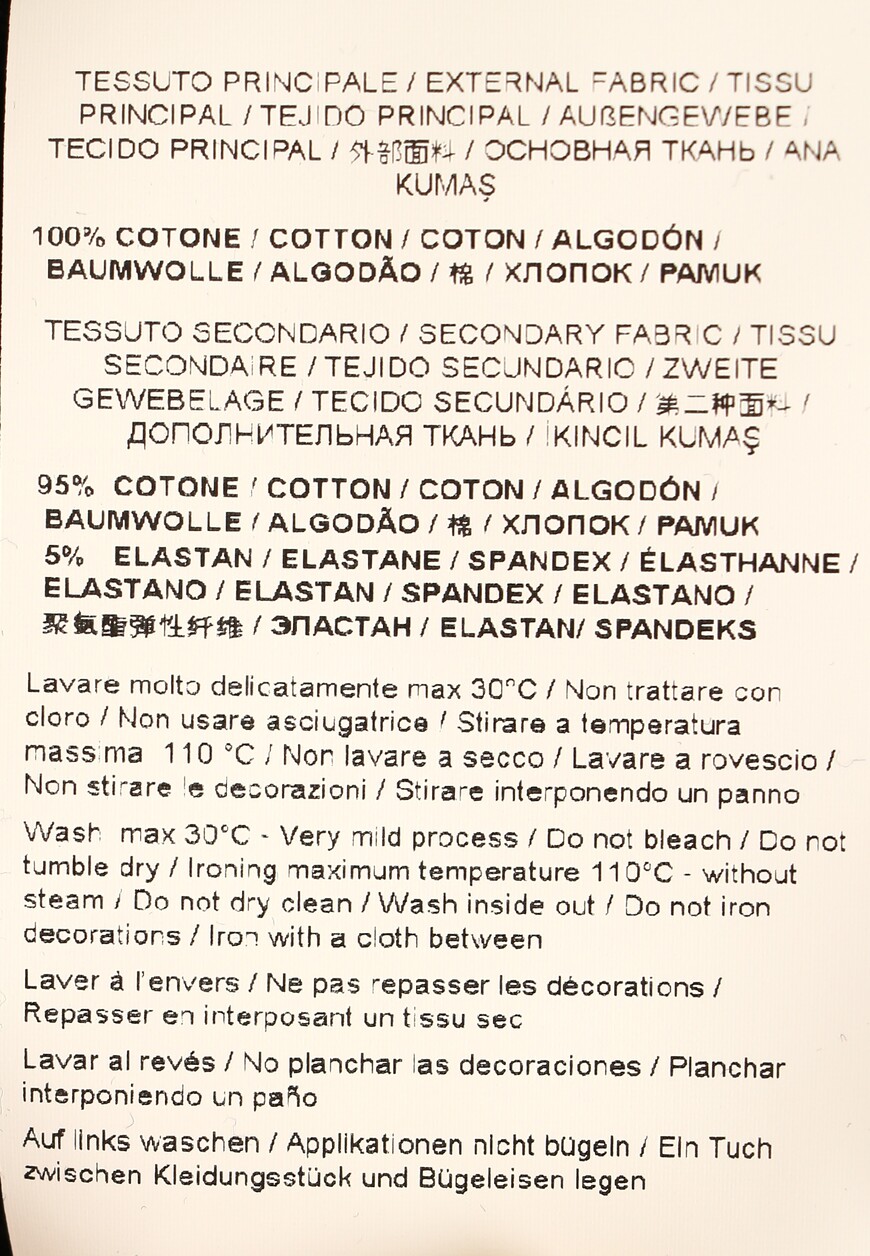 TESSUTO PRINCIPALE / EXTERNAL FABRIC / TISSU
PRINCIPAL / TEJIDO PRINCIPAL / AUßENGEWEBE /
TECIDO PRINCIPAL / 外部面料 / ОСНОВНАЯ ТКАНЬ / ANA
KUMAŞ
100% COTONE / COTTON / COTON / ALGODÓN /
BAUMWOLLE / ALGODÃO / 棉 / ХЛОПОК / PAMUK
TESSUTO SECONDARIO / SECONDARY FABRIC / TISSU
SECONDAIRE / TEJIDO SECUNDARIO / ZWEITE
GEWEBELAGE / TECIDO SECUNDÁRIO / 第二种面料 /
ДОПОЛНИТЕЛЬНАЯ ТКАНЬ / İKINCIL KUMAŞ
95% COTONE / COTTON / COTON / ALGODÓN /
BAUMWOLLE / ALGODÃO / 棉 / ХЛОПОК / PAMUK
5% ELASTAN / ELASTANE / SPANDEX / ÉLASTHANNE /
ELASTANO / ELASTAN / SPANDEX / ELASTANO /
聚氨酯弹性纤维 / ЭЛАСТАН / ELASTAN/ SPANDEKS
Lavare molto delicatamente max 30°C / Non trattare con
cloro / Non usare asciugatrice / Stirare a temperatura
massima 110 °C / Non lavare a secco / Lavare a rovescio /
Non stirare le decorazioni / Stirare interponendo un panno
Wash max 30°C - Very mild process / Do not bleach / Do not
tumble dry / Ironing maximum temperature 110°C - without
steam / Do not dry clean / Wash inside out / Do not iron
decorations / Iron with a cloth between
Laver à l'envers / Ne pas repasser les décorations /
Repasser en interposant un tissu sec
Lavar al revés / No planchar las decoraciones / Planchar
interponiendo un paño
Auf links waschen / Applikationen nicht bügeln / Ein Tuch
zwischen Kleidungsstück und Bügeleisen legen